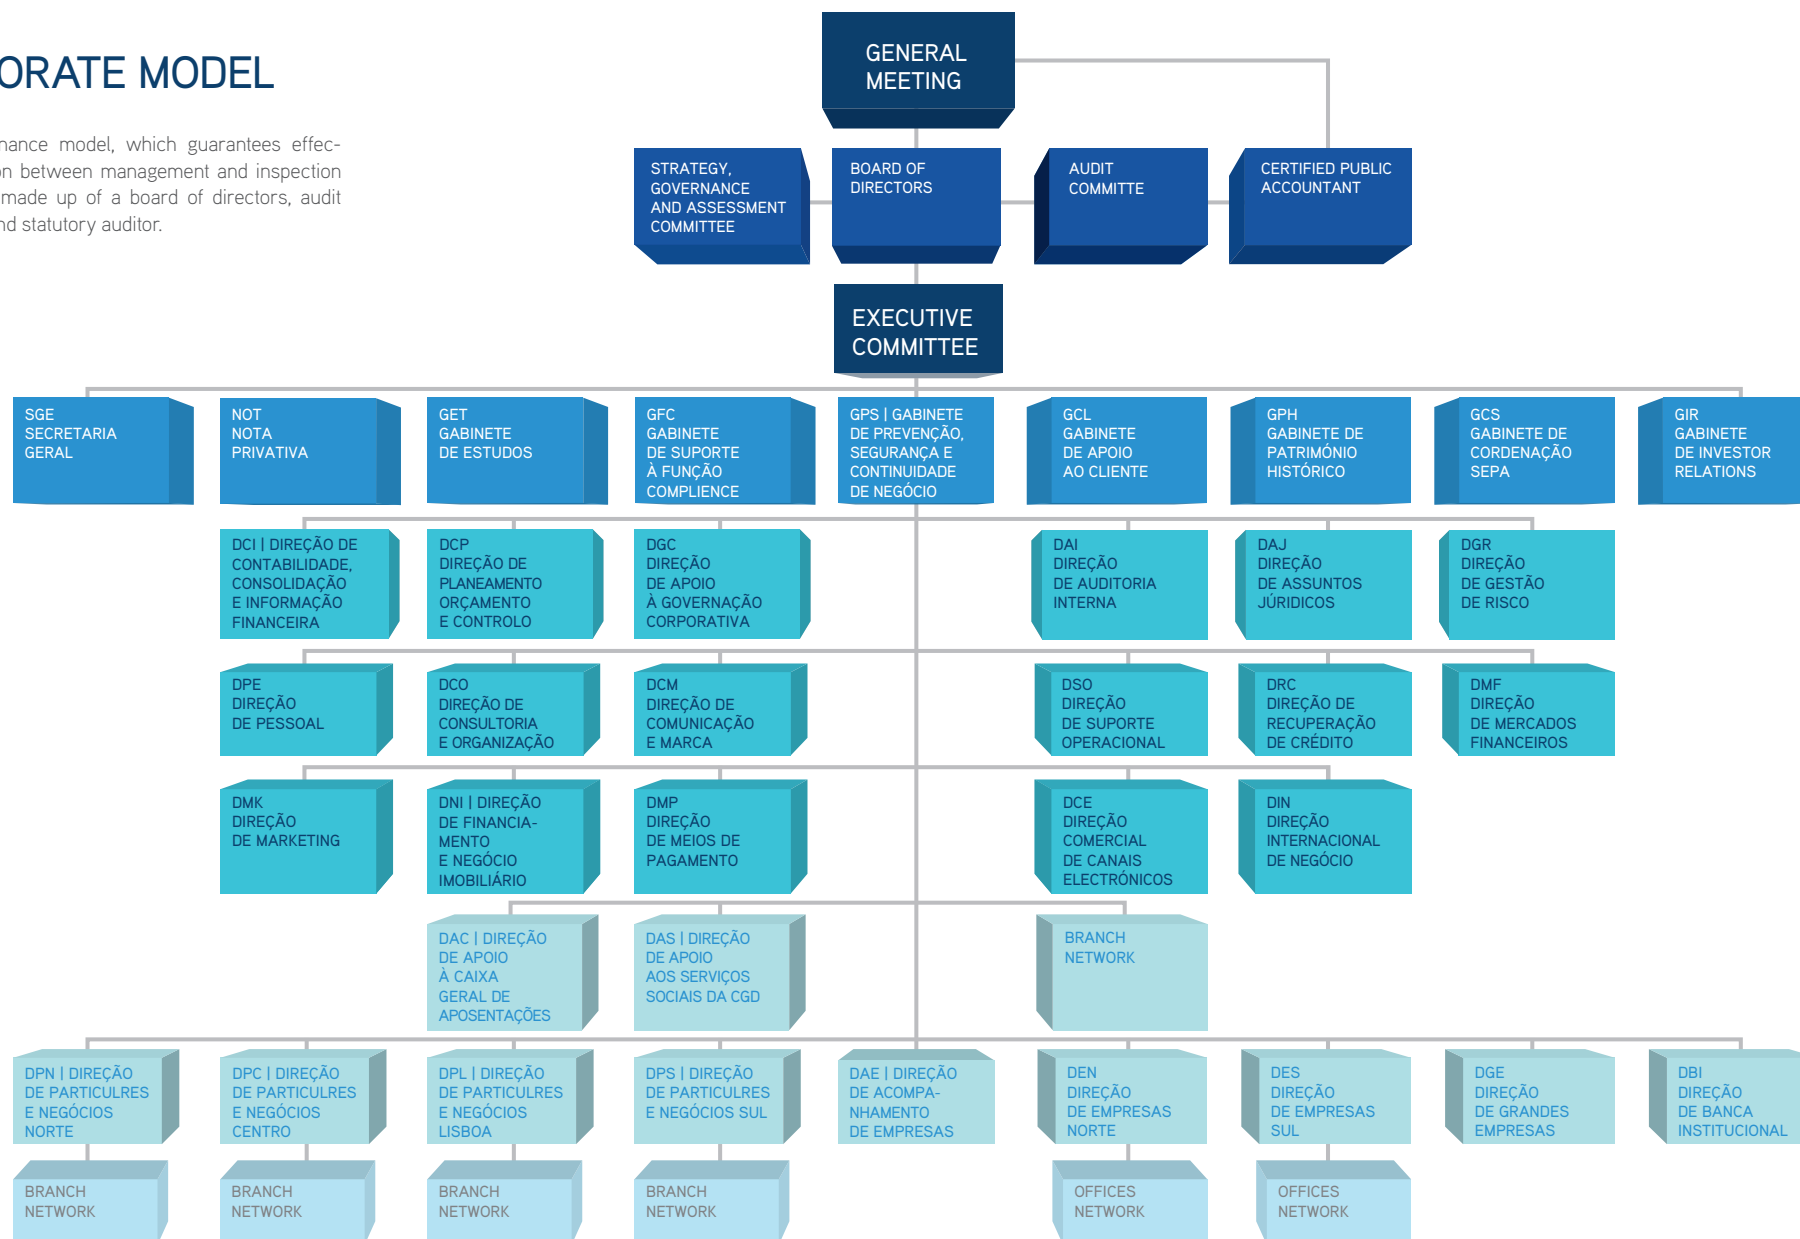 ORATE MODEL
nance model, which guarantees effec-
on between management and inspection
made up of a board of directors, audit
nd statutory auditor.
GENERAL
MEETING
STRATEGY,
GOVERNANCE
AND ASSESSMENT
COMMITTEE
BOARD OF
DIRECTORS
AUDIT
COMMITTE
CERTIFIED PUBLIC
ACCOUNTANT
EXECUTIVE
COMMITTEE
SGE
SECRETARIA
GERAL
NOT
NOTA
PRIVATIVA
GET
GABINETE
DE ESTUDOS
GFC
GABINETE
DE SUPORTE
À FUNÇÃO
COMPLIENCE
GPS | GABINETE
DE PREVENÇÃO,
SEGURANÇA E
CONTINUIDADE
DE NEGÓCIO
GCL
GABINETE
DE APOIO
AO CLIENTE
GPH
GABINETE DE
PATRIMÓNIO
HISTÓRICO
GCS
GABINETE DE
CORDENAÇÃO
SEPA
GIR
GABINETE
DE INVESTOR
RELATIONS
DCI | DIREÇÃO DE
CONTABILIDADE,
CONSOLIDAÇÃO
E INFORMAÇÃO
FINANCEIRA
DCP
DIREÇÃO DE
PLANEAMENTO
ORÇAMENTO
E CONTROLO
DGC
DIREÇÃO
DE APOIO
À GOVERNAÇÃO
CORPORATIVA
DAI
DIREÇÃO
DE AUDITORIA
INTERNA
DAJ
DIREÇÃO
DE ASSUNTOS
JÚRIDICOS
DGR
DIREÇÃO
DE GESTÃO
DE RISCO
DPE
DIREÇÃO
DE PESSOAL
DCO
DIREÇÃO DE
CONSULTORIA
E ORGANIZAÇÃO
DCM
DIREÇÃO DE
COMUNICAÇÃO
E MARCA
DSO
DIREÇÃO
DE SUPORTE
OPERACIONAL
DRC
DIREÇÃO DE
RECUPERAÇÃO
DE CRÉDITO
DMF
DIREÇÃO
DE MERCADOS
FINANCEIROS
DMK
DIREÇÃO
DE MARKETING
DNI | DIREÇÃO
DE FINANCIA-
MENTO
E NEGÓCIO
IMOBILIÁRIO
DMP
DIREÇÃO
DE MEIOS DE
PAGAMENTO
DCE
DIREÇÃO
COMERCIAL
DE CANAIS
ELECTRÓNICOS
DIN
DIREÇÃO
INTERNACIONAL
DE NEGÓCIO
DAC | DIREÇÃO
DE APOIO
À CAIXA
GERAL DE
APOSENTAÇÕES
DAS | DIREÇÃO
DE APOIO
AOS SERVIÇOS
SOCIAIS DA CGD
BRANCH
NETWORK
DPN | DIREÇÃO
DE PARTICULRES
E NEGÓCIOS
NORTE
DPC | DIREÇÃO
DE PARTICULRES
E NEGÓCIOS
CENTRO
DPL | DIREÇÃO
DE PARTICULRES
E NEGÓCIOS
LISBOA
DPS | DIREÇÃO
DE PARTICULRES
E NEGÓCIOS SUL
DAE | DIREÇÃO
DE ACOMPA-
NHAMENTO
DE EMPRESAS
DEN
DIREÇÃO
DE EMPRESAS
NORTE
DES
DIREÇÃO
DE EMPRESAS
SUL
DGE
DIREÇÃO
DE GRANDES
EMPRESAS
DBI
DIREÇÃO
DE BANCA
INSTITUCIONAL
BRANCH
NETWORK
BRANCH
NETWORK
BRANCH
NETWORK
BRANCH
NETWORK
OFFICES
NETWORK
OFFICES
NETWORK